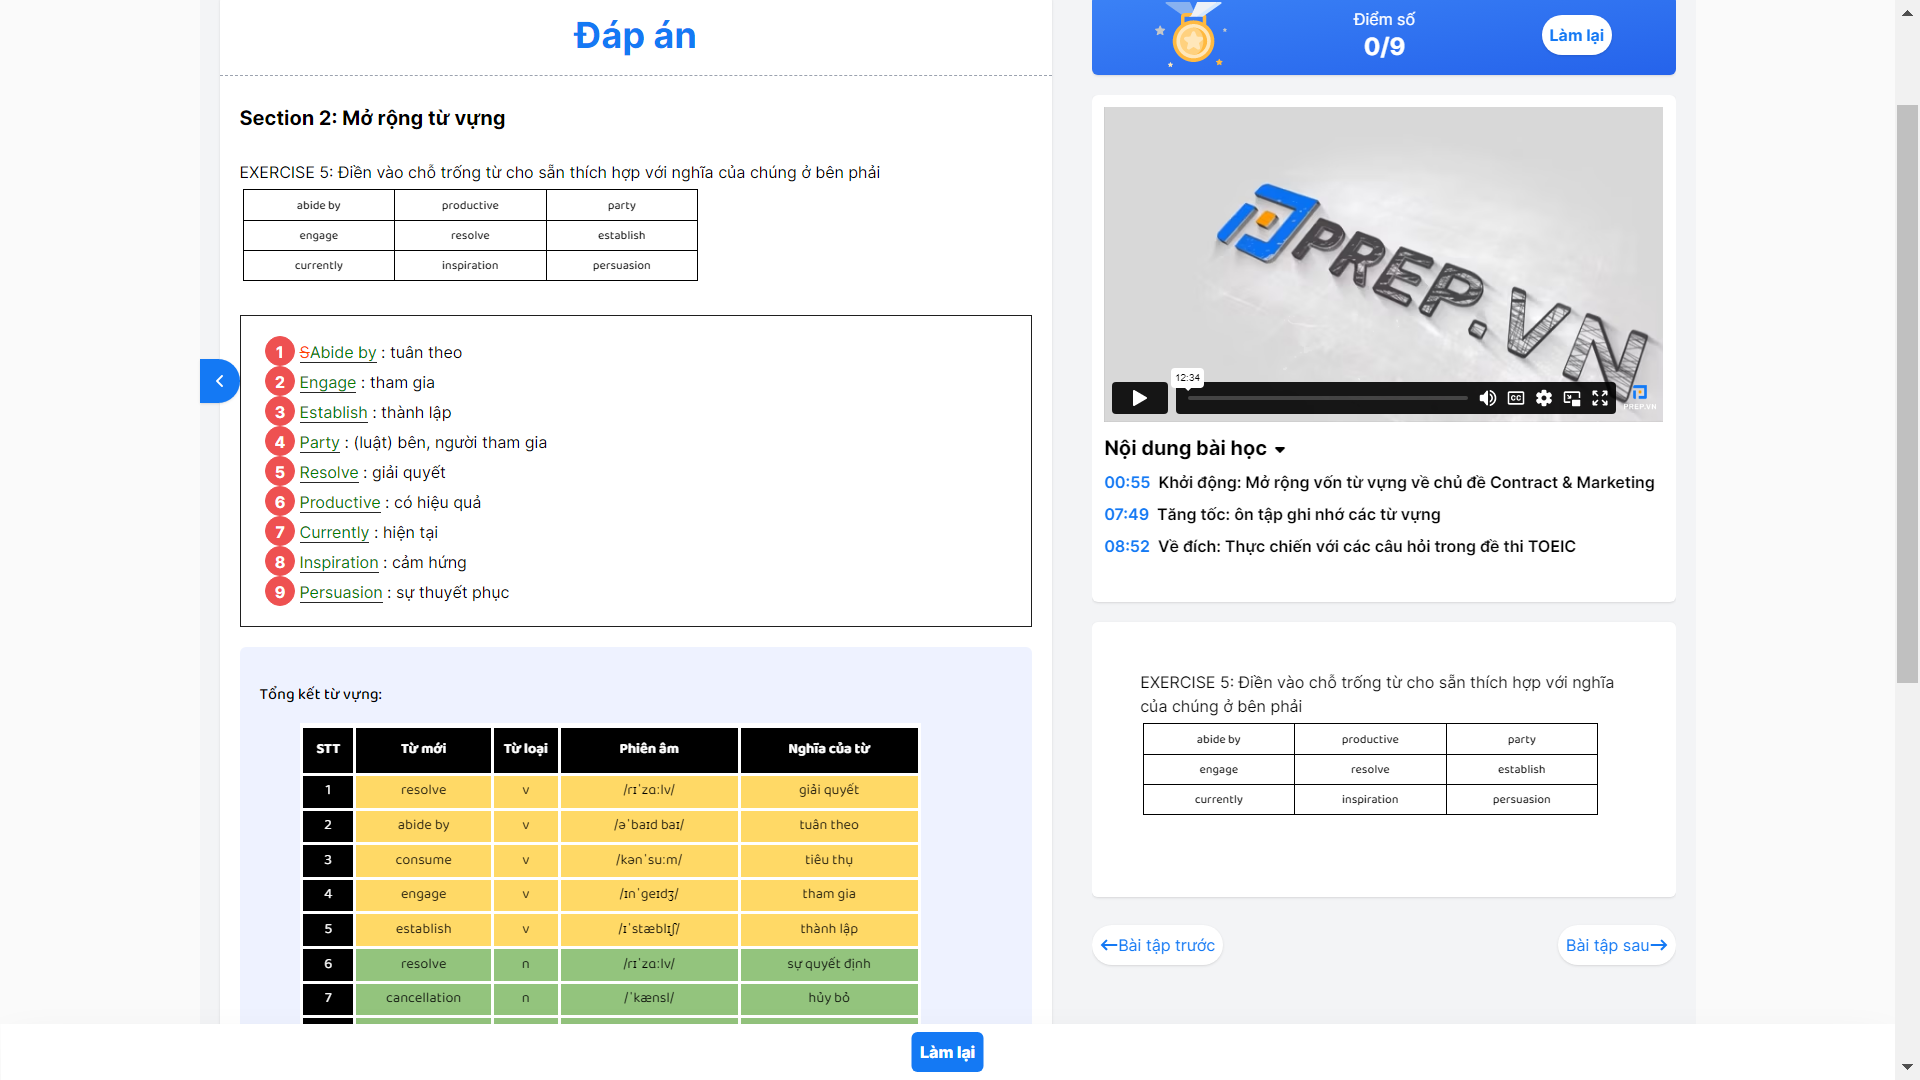 Đáp án
Section 2: Mở rộng từ vựng
EXERCISE 5: Điền vào chỗ trống từ cho sẵn thích hợp với nghĩa của chúng ở bên phải
abide by productive party
engage resolve establish
currently inspiration persuasion
1 SAbide by : tuân theo
2 Engage : tham gia
3 Establish : thành lập
4 Party : (luật) bên, người tham gia
5 Resolve : giải quyết
6 Productive : có hiệu quả
7 Currently : hiện tại
8 Inspiration : cảm hứng
9 Persuasion : sự thuyết phục
Tổng kết từ vựng:
STT Từ mới Từ loại Phiên âm Nghĩa của từ
1 resolve v /rɪˈzɑːlv/ giải quyết
2 abide by v /əˈbaɪd baɪ/ tuân theo
3 consume v /kənˈsuːm/ tiêu thụ
4 engage v /ɪnˈɡeɪdʒ/ tham gia
5 establish v /ɪˈstæblɪʃ/ thành lập
6 resolve n /rɪˈzɑːlv/ sự quyết định
7 cancellation n /ˈkænsl/ hủy bỏ
Làm lại
Điểm số
0/9
Làm lại
PREP.VN
12:34
CC
PREP.VN
Nội dung bài học
00:55 Khởi động: Mở rộng vốn từ vựng về chủ đề Contract & Marketing
07:49 Tăng tốc: ôn tập ghi nhớ các từ vựng
08:52 Về đích: Thực chiến với các câu hỏi trong đề thi TOEIC
EXERCISE 5: Điền vào chỗ trống từ cho sẵn thích hợp với nghĩa
của chúng ở bên phải
abide by productive party
engage resolve establish
currently inspiration persuasion
←Bài tập trước
Bài tập sau→